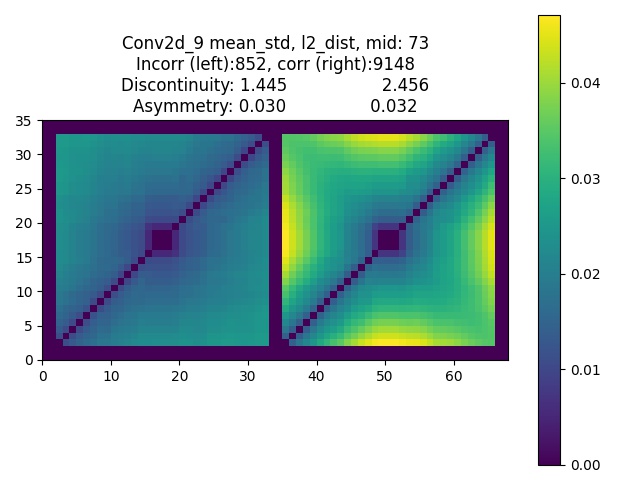 Conv2d_9 mean_std, l2_dist, mid: 73
Incorr (left):852, corr (right):9148
Discontinuity: 1.445 2.456
Asymmetry: 0.030 0.032
35
30
25
20
15
10
5
0
0 10 20 30 40 50 60
0.04
0.03
0.02
0.01
0.00